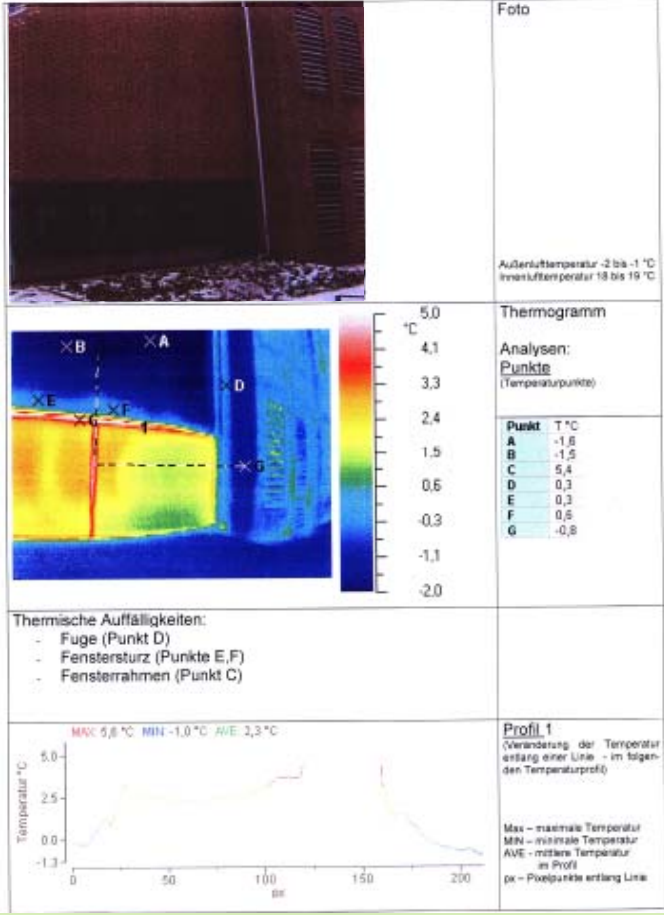 Foto
Außenlufttemperatur -2 bis -1 °C
Innenlufttemperatur 18 bis 19 °C
Thermogramm
Analysen:
Punkte
(Temperaturpunkte)
Punkt T °C
A -1,6
B -1,5
C 5,4
D 0,3
E 0,3
F 0,6
G -0,8
°C
5,0
4,1
3,3
2,4
1,5
0,6
-0,3
-1,1
-2,0
B
A
D
E
F
G
1
G
Thermische Auffälligkeiten:
- Fuge (Punkt D)
- Fenstersturz (Punkte E,F)
- Fensterrahmen (Punkt C)
MAX: 5,6 °C MIN: -1,0 °C AVE: 2,3 °C
Temperatur °C
5.0
2.5
0.0
-1.3
0 50 100 150 200
px
Profil 1
(Veränderung der Temperatur
entlang einer Linie - im folgen-
den Temperaturprofil)
Max – maximale Temperatur
MIN – minimale Temperatur
AVE - mittlere Temperatur
im Profil
px – Pixelpunkte entlang Linie